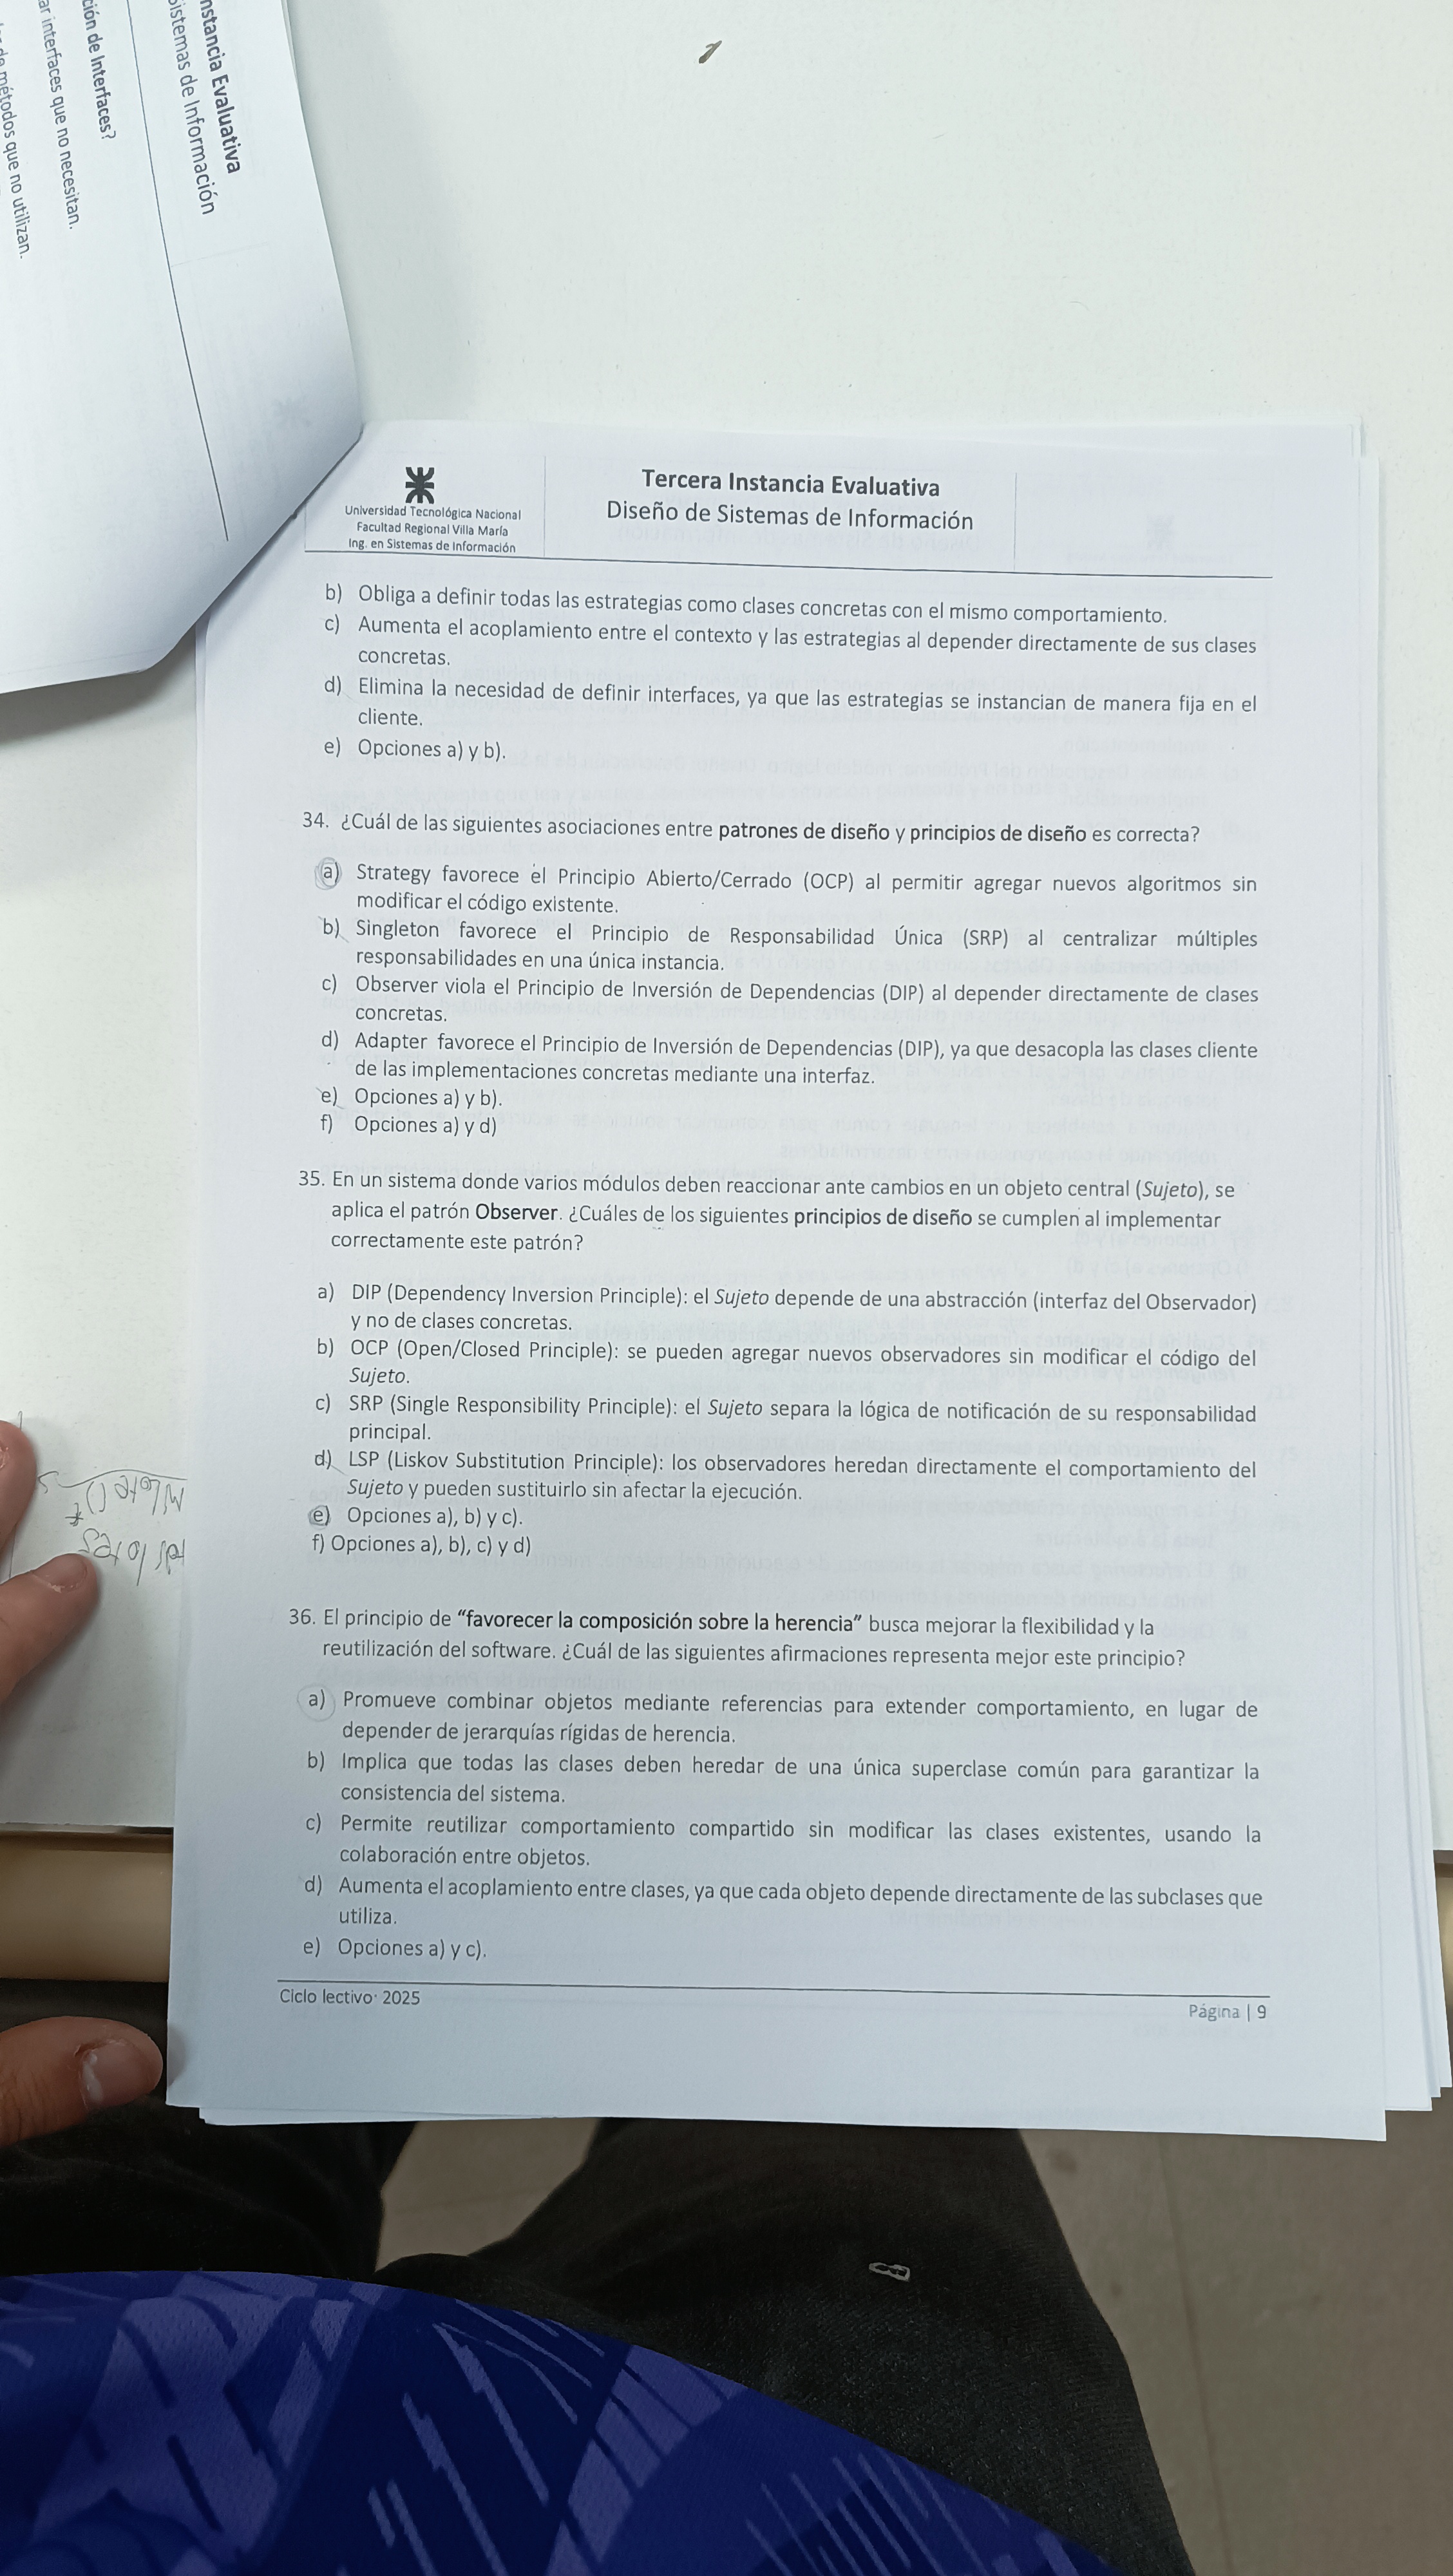 nstancia Evaluativa
Sistemas de Información
ción de Interfaces?
ar interfaces que no necesitan.
de métodos que no utilizan.
Universidad Tecnológica Nacional
Facultad Regional Villa María
Ing. en Sistemas de Información
Tercera Instancia Evaluativa
Diseño de Sistemas de Información
b) Obliga a definir todas las estrategias como clases concretas con el mismo comportamiento.
c) Aumenta el acoplamiento entre el contexto y las estrategias al depender directamente de sus clases
concretas.
d) Elimina la necesidad de definir interfaces, ya que las estrategias se instancian de manera fija en el
cliente.
e) Opciones a) y b).
34. ¿Cuál de las siguientes asociaciones entre patrones de diseño y principios de diseño es correcta?
a) Strategy favorece el Principio Abierto/Cerrado (OCP) al permitir agregar nuevos algoritmos sin
modificar el código existente.
b) Singleton favorece el Principio de Responsabilidad Única (SRP) al centralizar múltiples
responsabilidades en una única instancia.
c) Observer viola el Principio de Inversión de Dependencias (DIP) al depender directamente de clases
concretas.
d) Adapter favorece el Principio de Inversión de Dependencias (DIP), ya que desacopla las clases cliente
de las implementaciones concretas mediante una interfaz.
e) Opciones a) y b).
f) Opciones a) y d)
35. En un sistema donde varios módulos deben reaccionar ante cambios en un objeto central (Sujeto), se
aplica el patrón Observer. ¿Cuáles de los siguientes principios de diseño se cumplen al implementar
correctamente este patrón?
a) DIP (Dependency Inversion Principle): el Sujeto depende de una abstracción (interfaz del Observador)
y no de clases concretas.
b) OCP (Open/Closed Principle): se pueden agregar nuevos observadores sin modificar el código del
Sujeto.
c) SRP (Single Responsibility Principle): el Sujeto separa la lógica de notificación de su responsabilidad
principal.
d) LSP (Liskov Substitution Principle): los observadores heredan directamente el comportamiento del
Sujeto y pueden sustituirlo sin afectar la ejecución.
e) Opciones a), b) y c).
f) Opciones a), b), c) y d)
36. El principio de “favorecer la composición sobre la herencia” busca mejorar la flexibilidad y la
reutilización del software. ¿Cuál de las siguientes afirmaciones representa mejor este principio?
a) Promueve combinar objetos mediante referencias para extender comportamiento, en lugar de
depender de jerarquías rígidas de herencia.
b) Implica que todas las clases deben heredar de una única superclase común para garantizar la
consistencia del sistema.
c) Permite reutilizar comportamiento compartido sin modificar las clases existentes, usando la
colaboración entre objetos.
d) Aumenta el acoplamiento entre clases, ya que cada objeto depende directamente de las subclases que
utiliza.
e) Opciones a) y c).
Ciclo lectivo: 2025
Página | 9